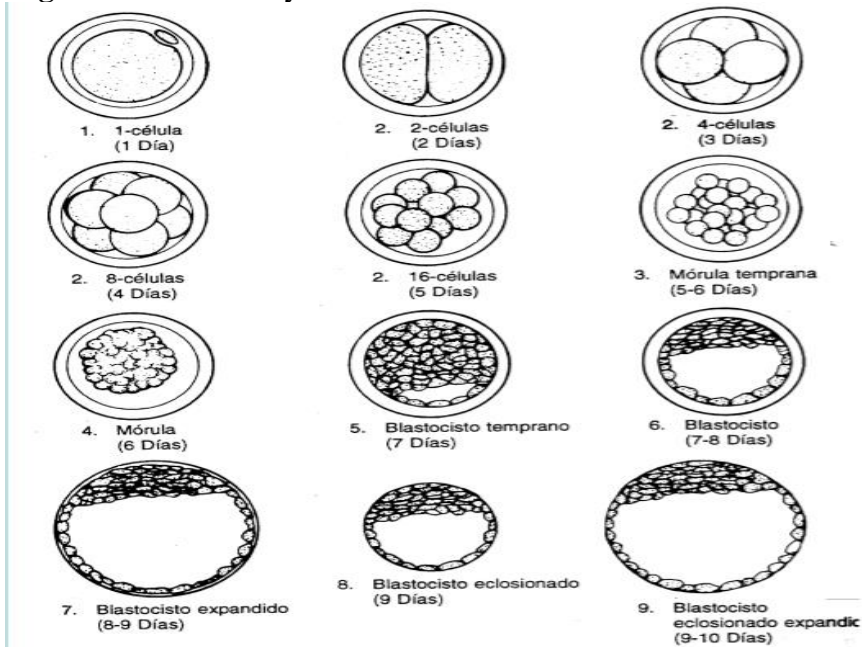 1. 1-célula
(1 Día)
2. 2-células
(2 Días)
2. 4-células
(3 Días)
2. 8-células
(4 Días)
2. 16-células
(5 Días)
3. Mórula temprana
(5-6 Días)
4. Mórula
(6 Días)
5. Blastocisto temprano
(7 Días)
6. Blastocisto
(7-8 Días)
7. Blastocisto expandido
(8-9 Días)
8. Blastocisto eclosionado
(9 Días)
9. Blastocisto
eclosionado expandic
(9-10 Días)